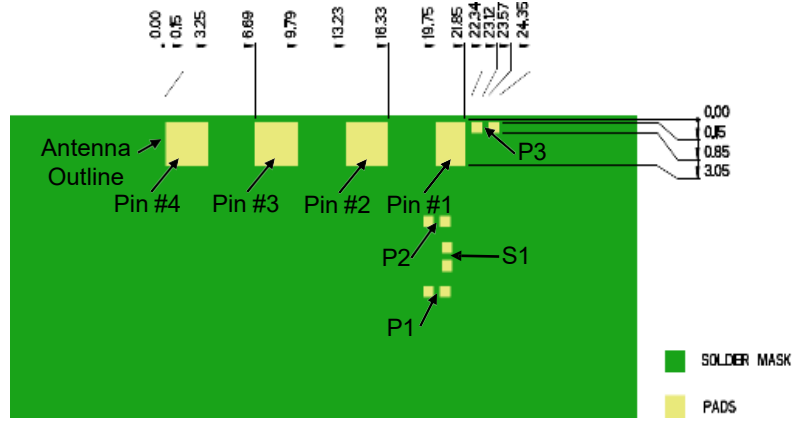 0.00
0.15
3.25
6.69
9.79
13.23
16.33
19.75
21.85
22.34
23.12
23.57
24.35
0.00
0.15
0.85
3.05
Antenna
Outline
P3
Pin #4
Pin #3
Pin #2
Pin #1
P2
S1
P1
SOLDER MASK
PADS